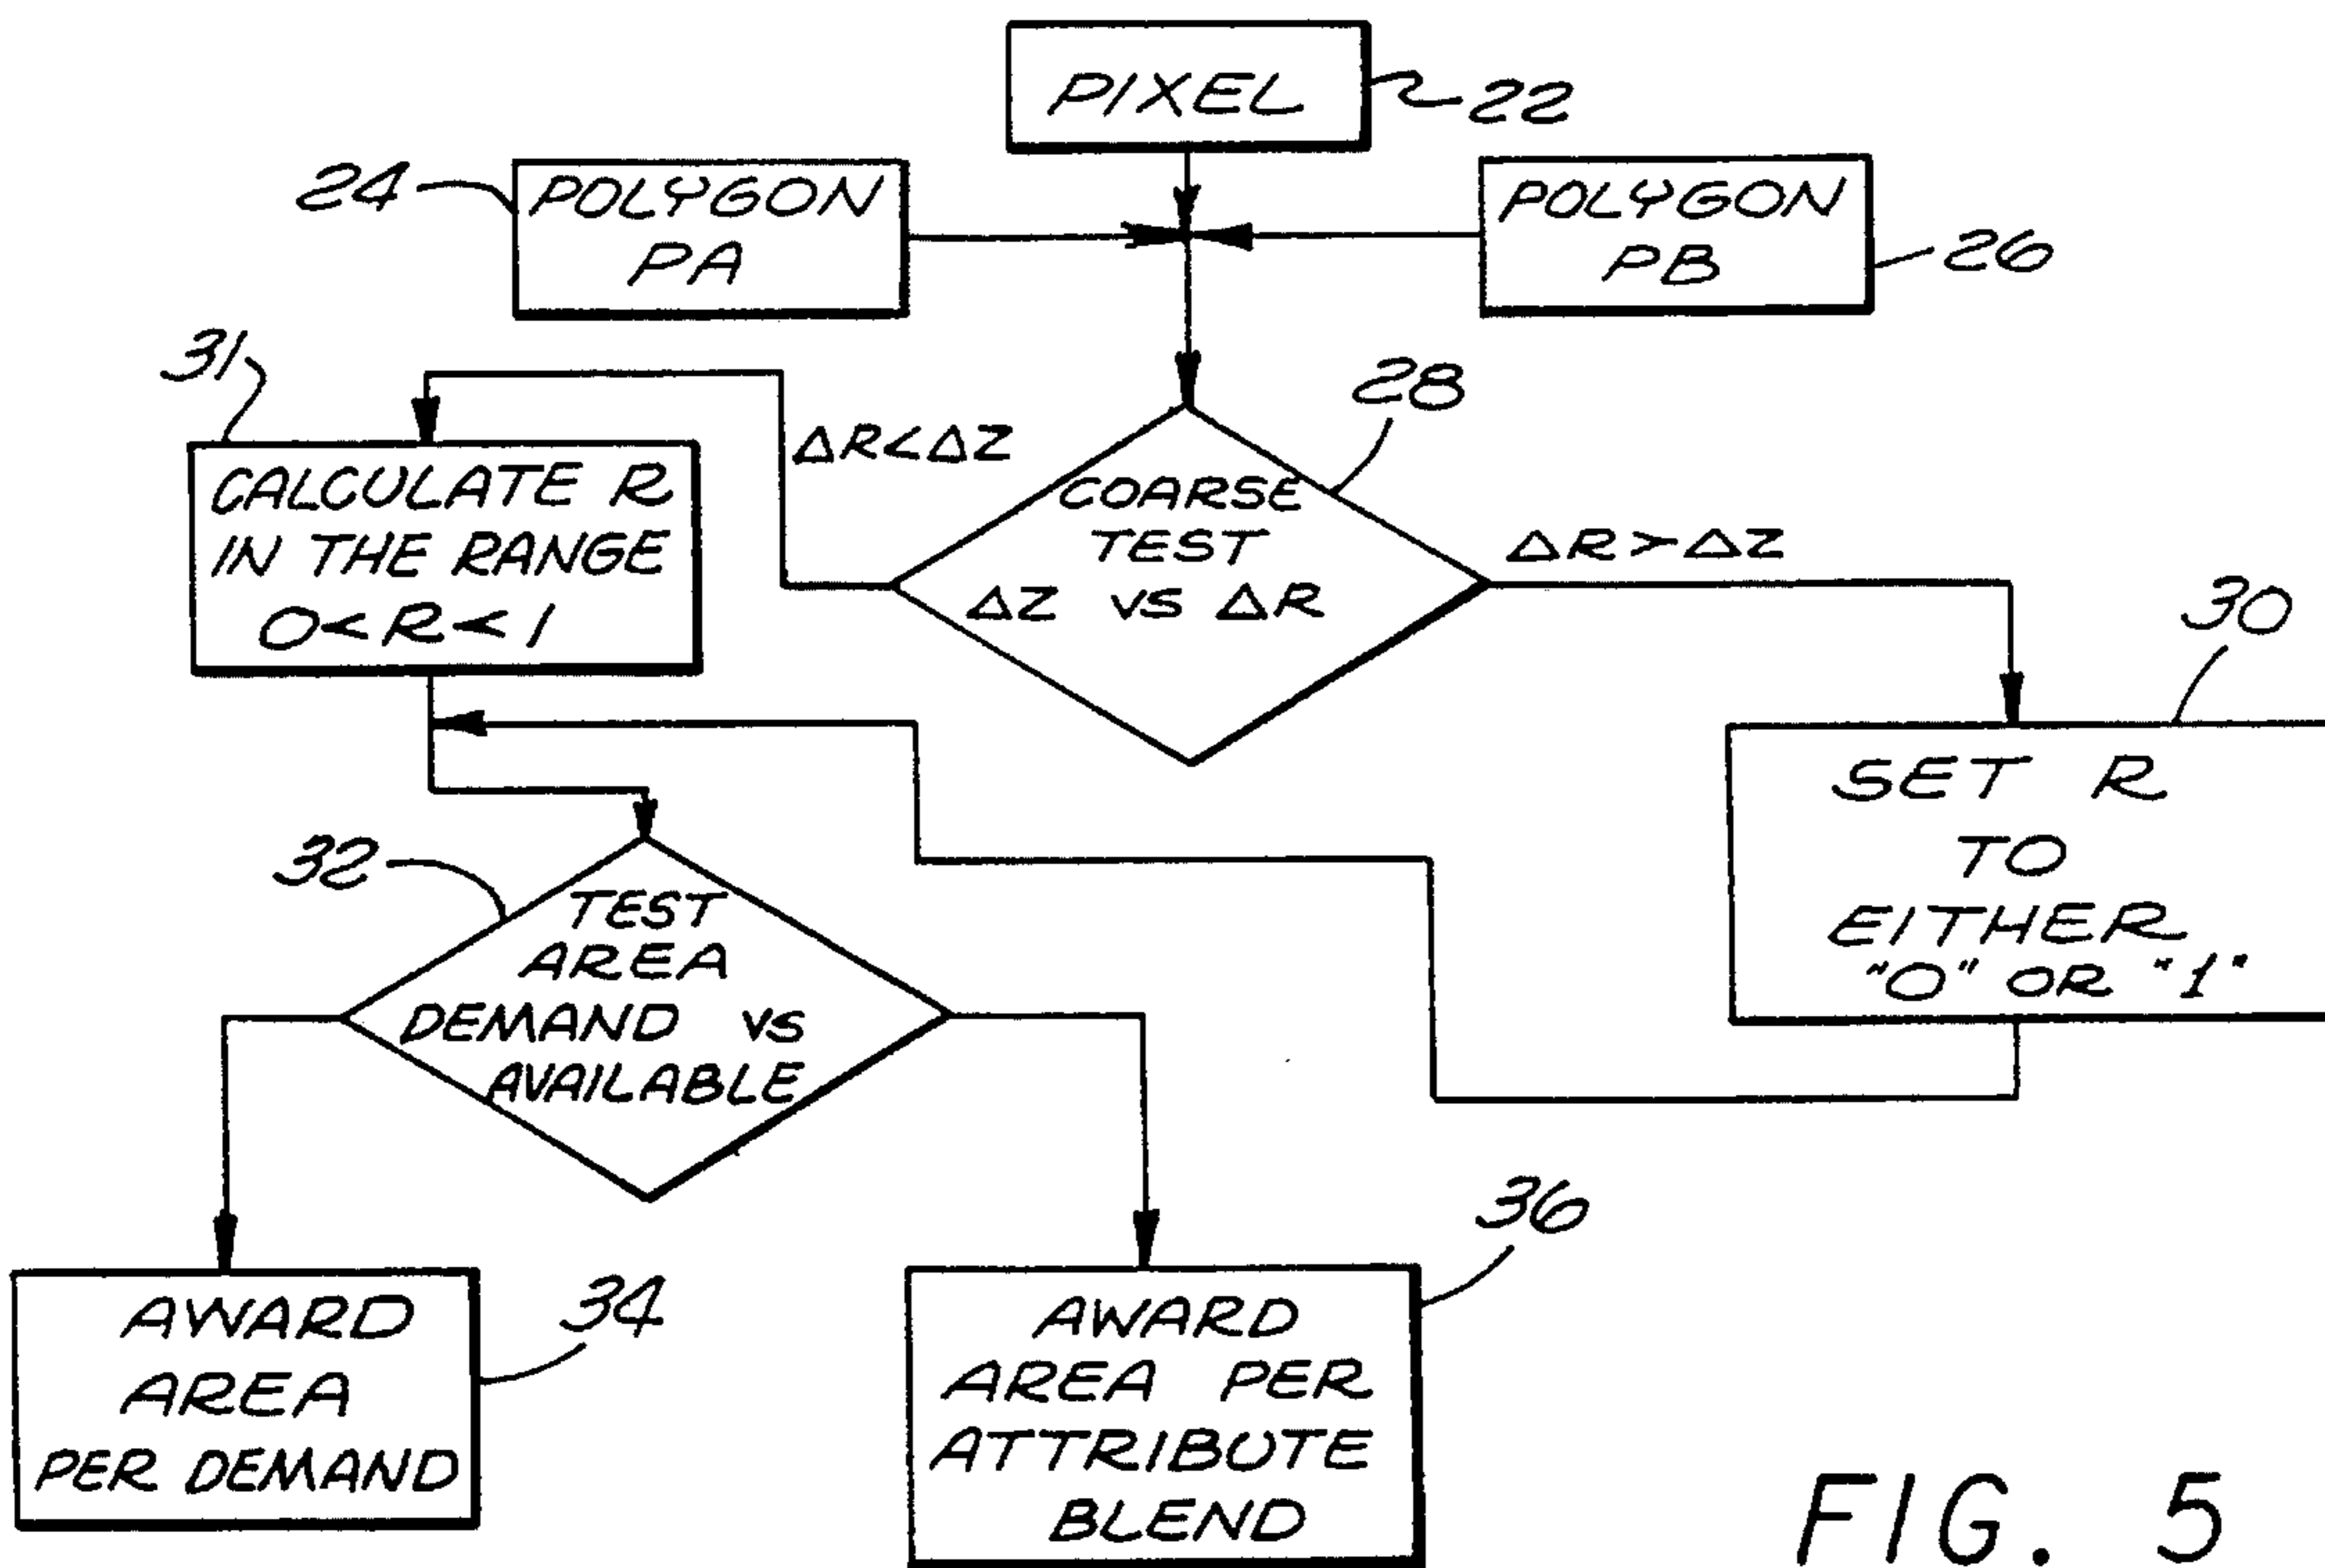 PIXEL
22
24
POLYGON
PA
POLYGON
PB
26
31
CALCULATE R
IN THE RANGE
0<R<1
ΔR<ΔZ
28
COARSE
TEST
ΔZ VS ΔR
ΔR>ΔZ
30
SET R
TO
EITHER
"0" OR "1"
32
TEST
AREA
DEMAND VS
AVAILABLE
34
AWARD
AREA
PER DEMAND
36
AWARD
AREA PER
ATTRIBUTE
BLEND
FIG. 5